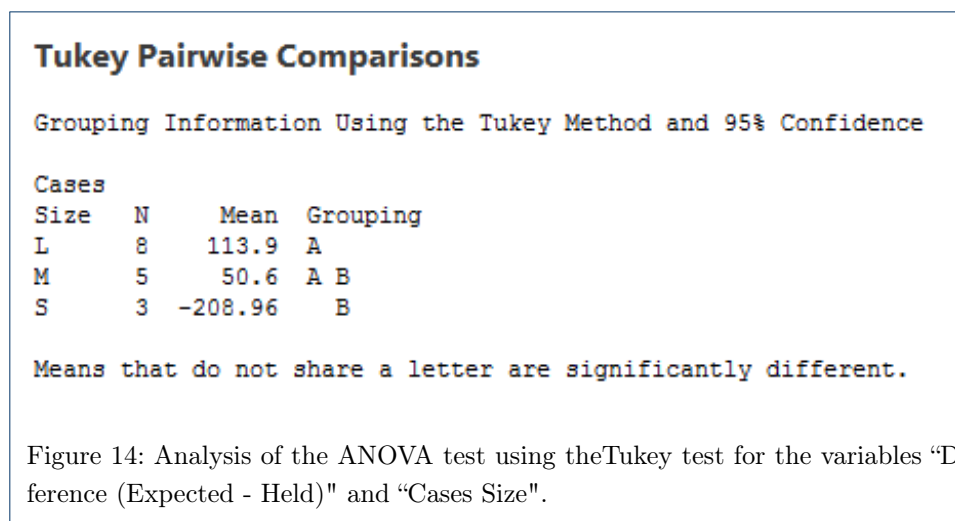 Tukey Pairwise Comparisons
Grouping Information Using the Tukey Method and 95% Confidence
Cases
Size N Mean Grouping
L 8 113.9 A
M 5 50.6 A B
S 3 -208.96 B
Means that do not share a letter are significantly different.
Figure 14: Analysis of the ANOVA test using theTukey test for the variables “D
ference (Expected - Held)" and “Cases Size".